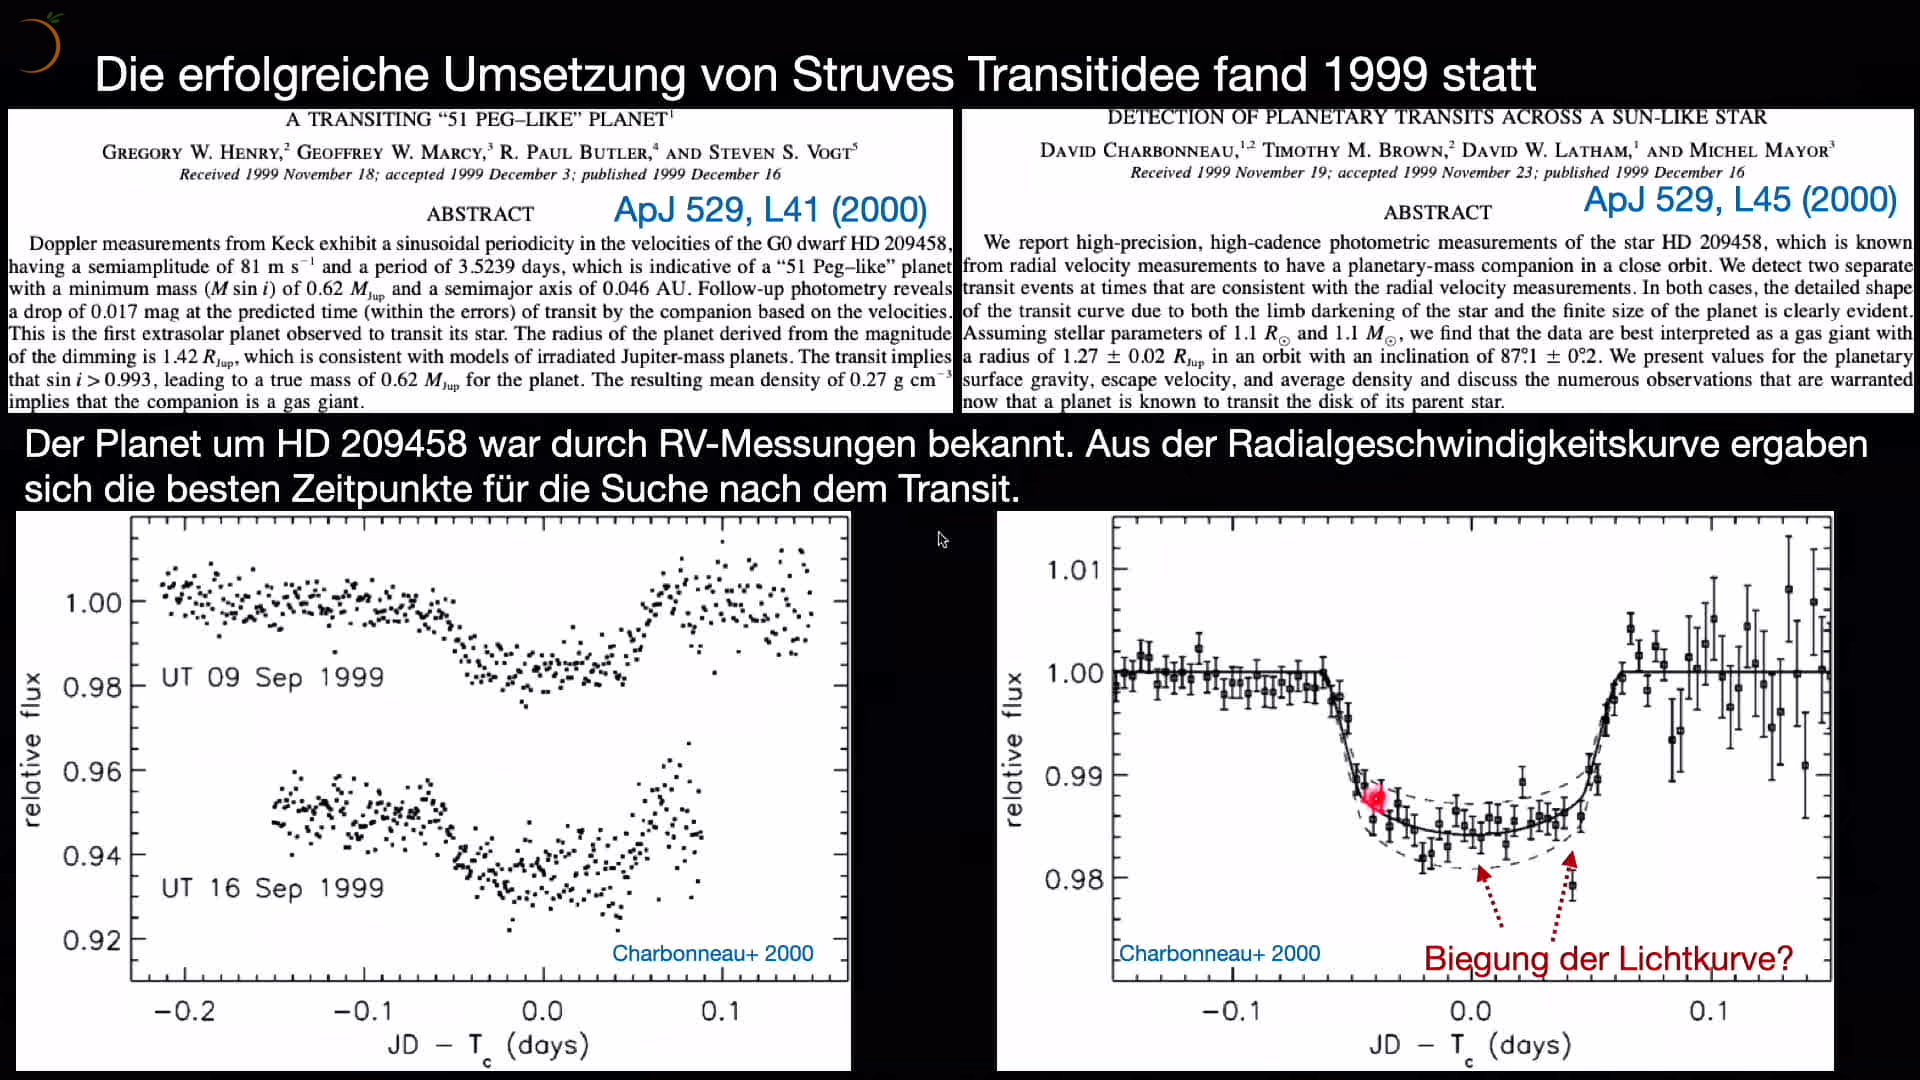 Die erfolgreiche Umsetzung von Struves Transitidee fand 1999 statt
A TRANSITING “51 PEG–LIKE” PLANET¹
GREGORY W. HENRY,² GEOFFREY W. MARCY,³ R. PAUL BUTLER,⁴ AND STEVEN S. VOGT⁵
Received 1999 November 18; accepted 1999 December 3; published 1999 December 16
ABSTRACT
ApJ 529, L41 (2000)
Doppler measurements from Keck exhibit a sinusoidal periodicity in the velocities of the G0 dwarf HD 209458,
having a semiamplitude of 81 m s⁻¹ and a period of 3.5239 days, which is indicative of a “51 Peg–like” planet
with a minimum mass (M sin i) of 0.62 M_Jup and a semimajor axis of 0.046 AU. Follow-up photometry reveals
a drop of 0.017 mag at the predicted time (within the errors) of transit by the companion based on the velocities.
This is the first extrasolar planet observed to transit its star. The radius of the planet derived from the magnitude
of the dimming is 1.42 R_Jup, which is consistent with models of irradiated Jupiter-mass planets. The transit implies
that sin i > 0.993, leading to a true mass of 0.62 M_Jup for the planet. The resulting mean density of 0.27 g cm⁻³
implies that the companion is a gas giant.
DETECTION OF PLANETARY TRANSITS ACROSS A SUN-LIKE STAR
DAVID CHARBONNEAU,¹,² TIMOTHY M. BROWN,² DAVID W. LATHAM,¹ AND MICHEL MAYOR³
Received 1999 November 19; accepted 1999 November 23; published 1999 December 16
ABSTRACT
ApJ 529, L45 (2000)
We report high-precision, high-cadence photometric measurements of the star HD 209458, which is known
from radial velocity measurements to have a planetary-mass companion in a close orbit. We detect two separate
transit events at times that are consistent with the radial velocity measurements. In both cases, the detailed shape
of the transit curve due to both the limb darkening of the star and the finite size of the planet is clearly evident.
Assuming stellar parameters of 1.1 R⊙ and 1.1 M⊙, we find that the data are best interpreted as a gas giant with
a radius of 1.27 ± 0.02 R_Jup in an orbit with an inclination of 87°.1 ± 0°.2. We present values for the planetary
surface gravity, escape velocity, and average density and discuss the numerous observations that are warranted
now that a planet is known to transit the disk of its parent star.
Der Planet um HD 209458 war durch RV-Messungen bekannt. Aus der Radialgeschwindigkeitskurve ergaben
sich die besten Zeitpunkte für die Suche nach dem Transit.
relative flux
1.00
0.98
0.96
0.94
0.92
UT 09 Sep 1999
UT 16 Sep 1999
Charbonneau+ 2000
−0.2
−0.1
0.0
0.1
JD − T_c (days)
relative flux
1.01
1.00
0.99
0.98
Charbonneau+ 2000
Biegung der Lichtkurve?
−0.1
0.0
0.1
JD − T_c (days)